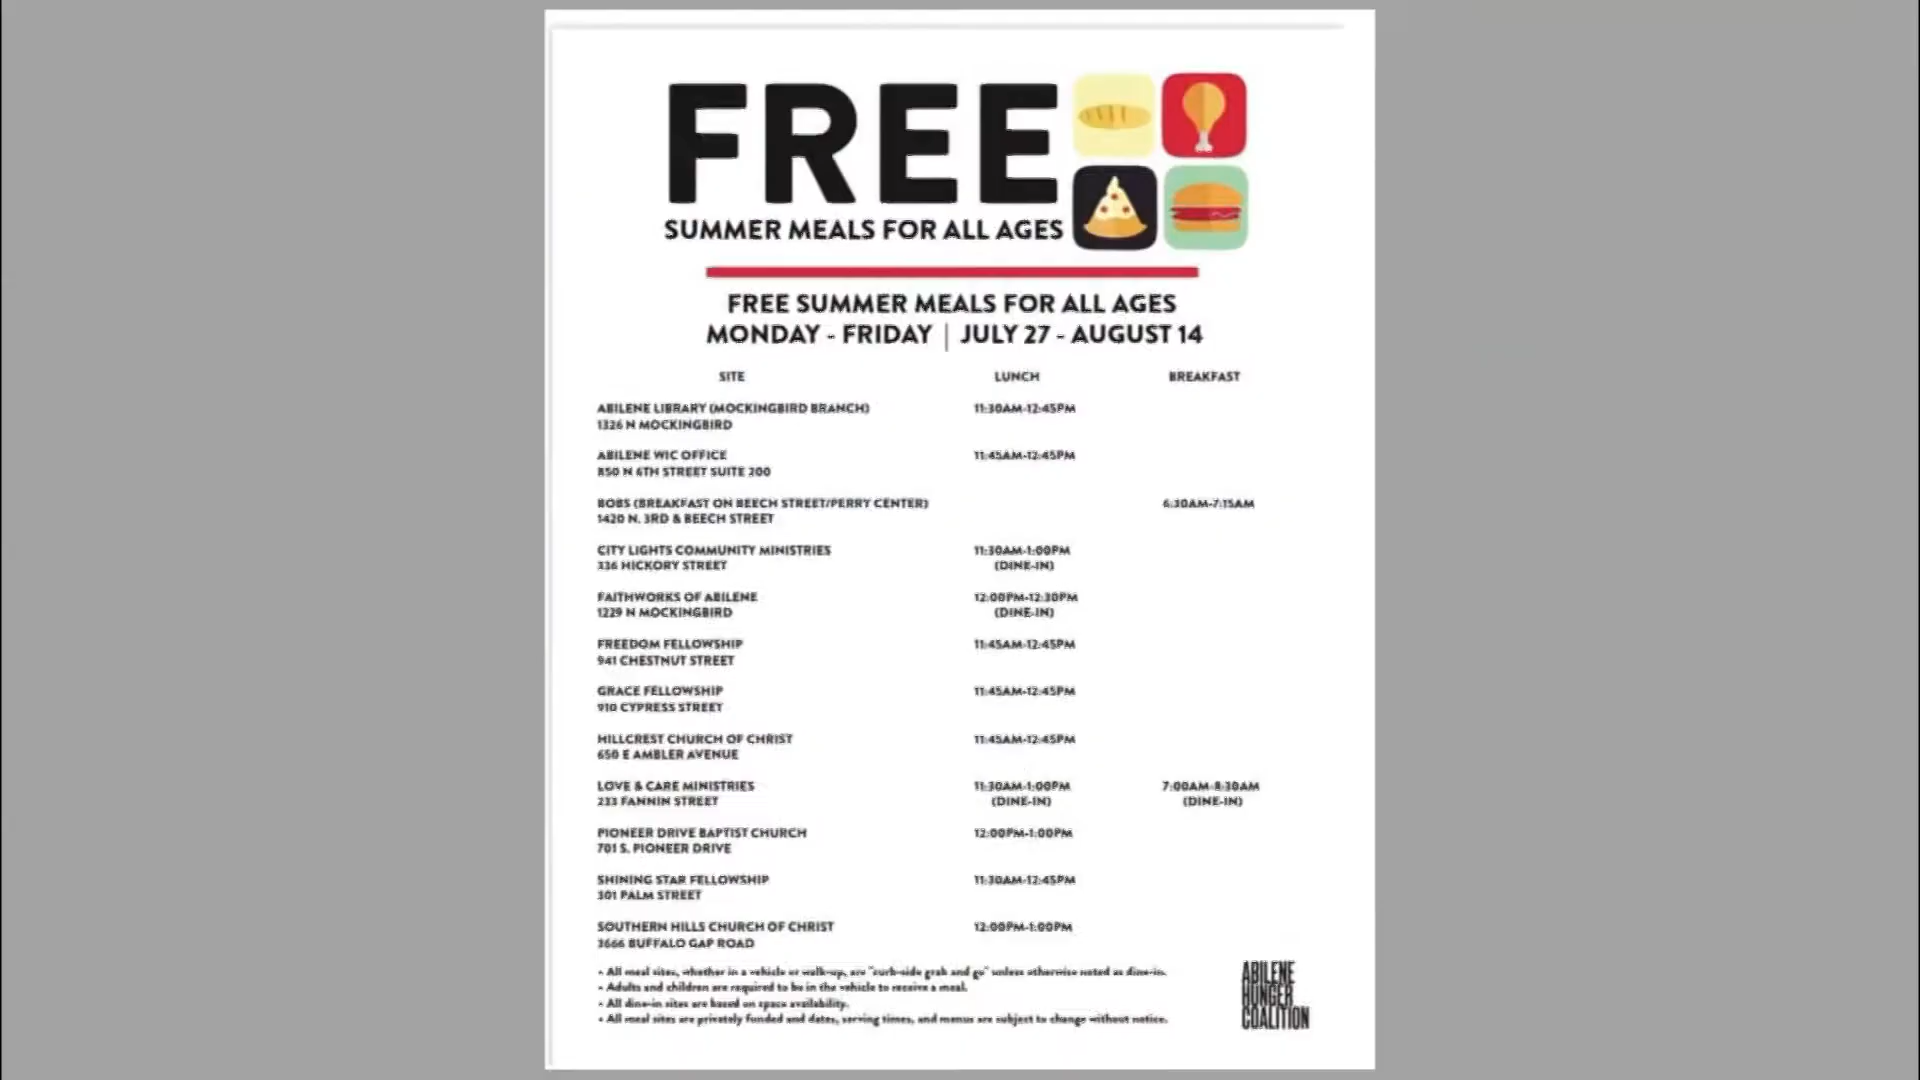 FREE
SUMMER MEALS FOR ALL AGES
FREE SUMMER MEALS FOR ALL AGES
MONDAY - FRIDAY | JULY 27 - AUGUST 14
SITE LUNCH BREAKFAST
ABILENE LIBRARY (MOCKINGBIRD BRANCH) 11:30AM-12:45PM
1326 N MOCKINGBIRD
ABILENE WIC OFFICE 11:45AM-12:45PM
850 N 6TH STREET SUITE 200
BOBS (BREAKFAST ON BEECH STREET/PERRY CENTER) 6:30AM-7:15AM
1420 N. 3RD & BEECH STREET
CITY LIGHTS COMMUNITY MINISTRIES 11:30AM-1:00PM
336 HICKORY STREET (DINE-IN)
FAITHWORKS OF ABILENE 12:00PM-12:30PM
1229 N MOCKINGBIRD (DINE-IN)
FREEDOM FELLOWSHIP 11:45AM-12:45PM
941 CHESTNUT STREET
GRACE FELLOWSHIP 11:45AM-12:45PM
910 CYPRESS STREET
HILLCREST CHURCH OF CHRIST 11:45AM-12:45PM
650 E AMBLER AVENUE
LOVE & CARE MINISTRIES 11:30AM-1:00PM 7:00AM-8:30AM
233 FANNIN STREET (DINE-IN) (DINE-IN)
PIONEER DRIVE BAPTIST CHURCH 12:00PM-1:00PM
701 S. PIONEER DRIVE
SHINING STAR FELLOWSHIP 11:30AM-12:45PM
301 PALM STREET
SOUTHERN HILLS CHURCH OF CHRIST 12:00PM-1:00PM
3666 BUFFALO GAP ROAD
• All meal sites, whether in a vehicle or walk-up, are "curb-side grab and go" unless otherwise noted as dine-in.
• Adults and children are required to be in the vehicle to receive a meal.
• All dine-in sites are based on space availability.
• All meal sites are privately funded and dates, serving times, and menus are subject to change without notice.
ABILENE
HUNGER
COALITION